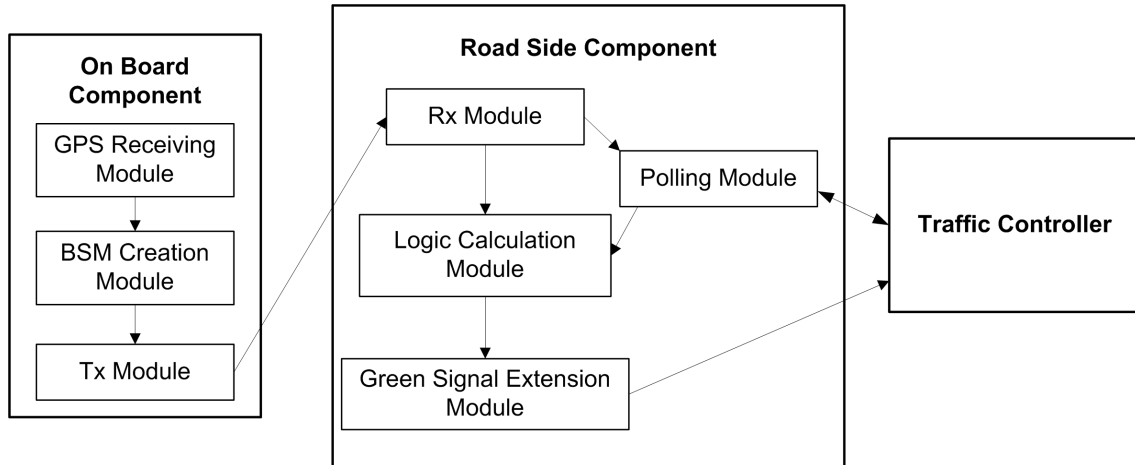 On Board
Component
GPS Receiving
Module
BSM Creation
Module
Tx Module
Road Side Component
Rx Module
Polling Module
Logic Calculation
Module
Green Signal Extension
Module
Traffic Controller